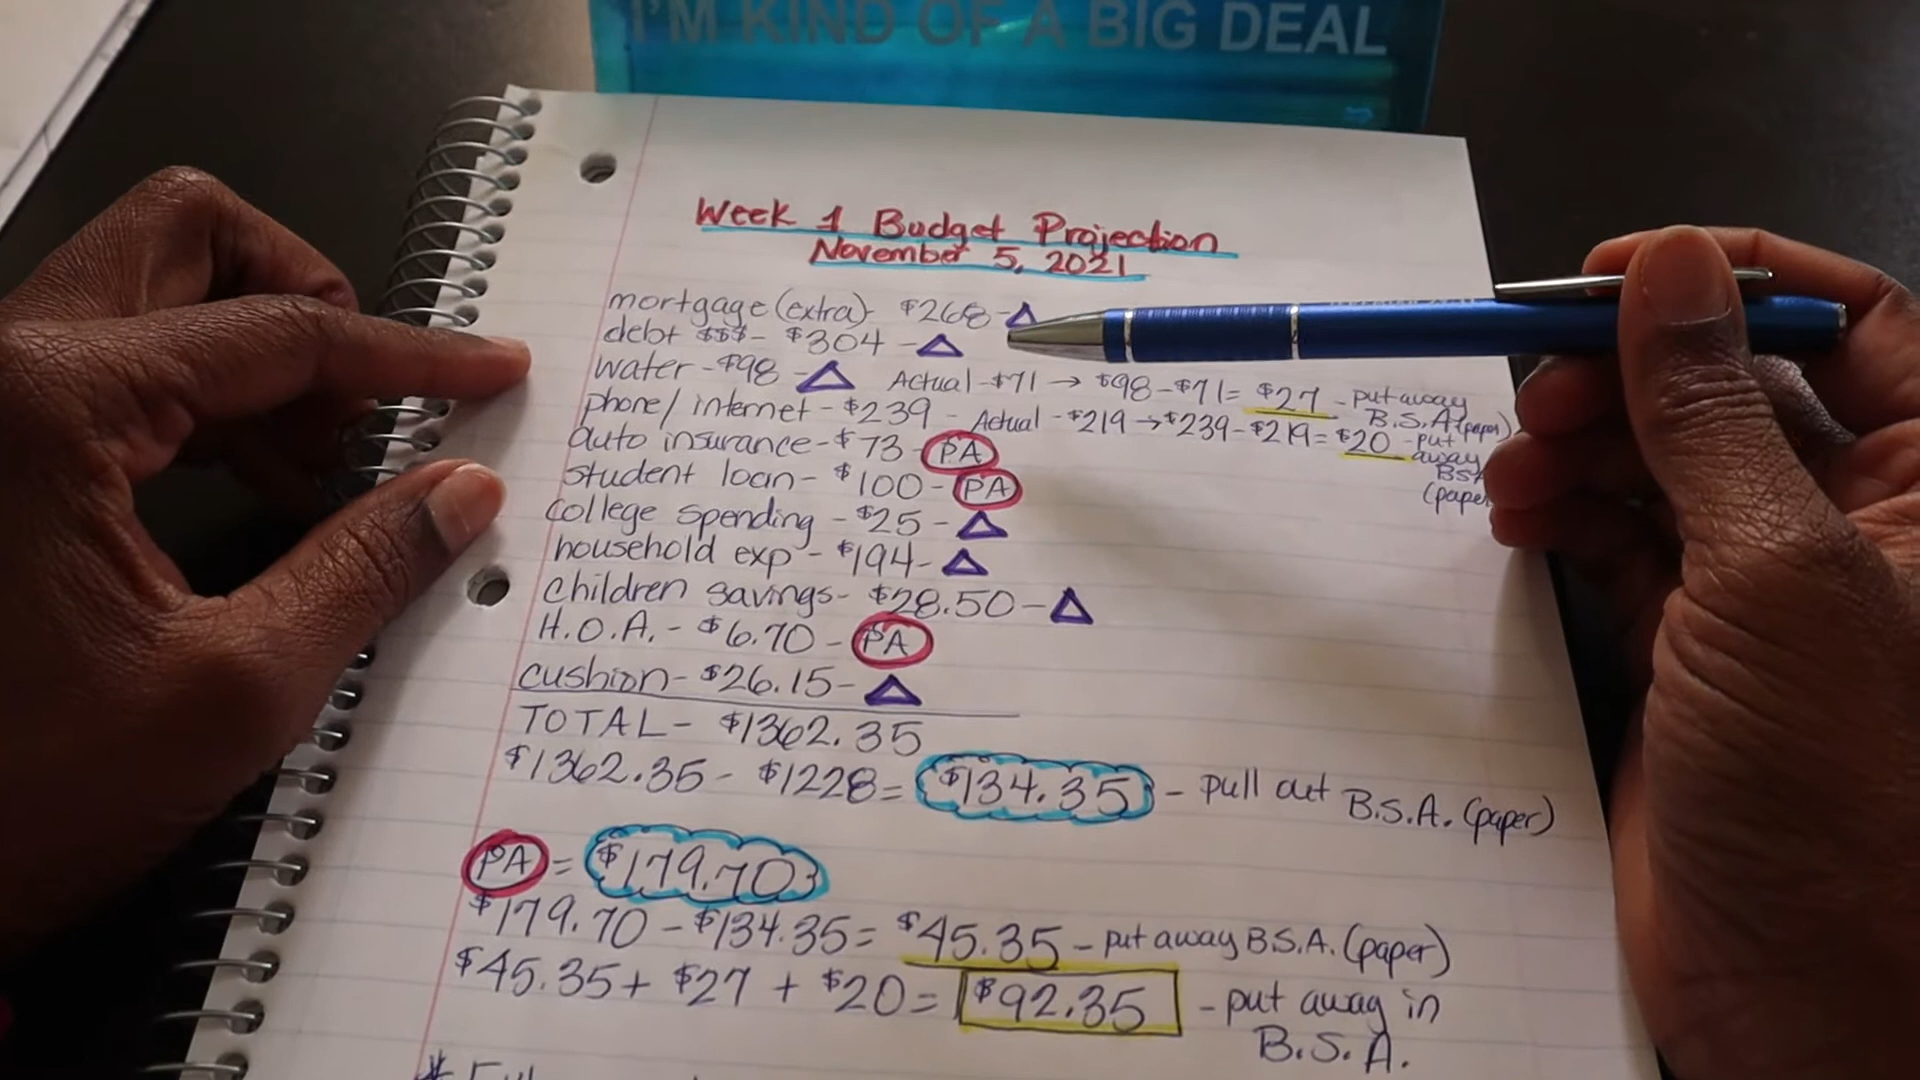 I'M KIND OF A BIG DEAL
Week 1 Budget Projection
November 5, 2021
mortgage (extra)- $268-
debt $$$- $304 -
water-$98 - Actual-$71 → $98-$71= $27 - put away B.S.A (paper)
phone/internet-$239 - Actual-$219 →$239-$219= $20 -put away BSA (paper
auto insurance-$73- PA
student loan- $100- PA
college spending -$25-
household exp- $194-
children savings- $28.50-
H.O.A.- $6.70- PA
cushion- $26.15-
TOTAL- $1362.35
$1362.35- $1228= $134.35 - pull out B.S.A. (paper)
PA = $179.70
$179.70-$134.35= $45.35-put away B.S.A. (paper)
$45.35+ $27 + $20= $92.35 -put away in
B.S.A.